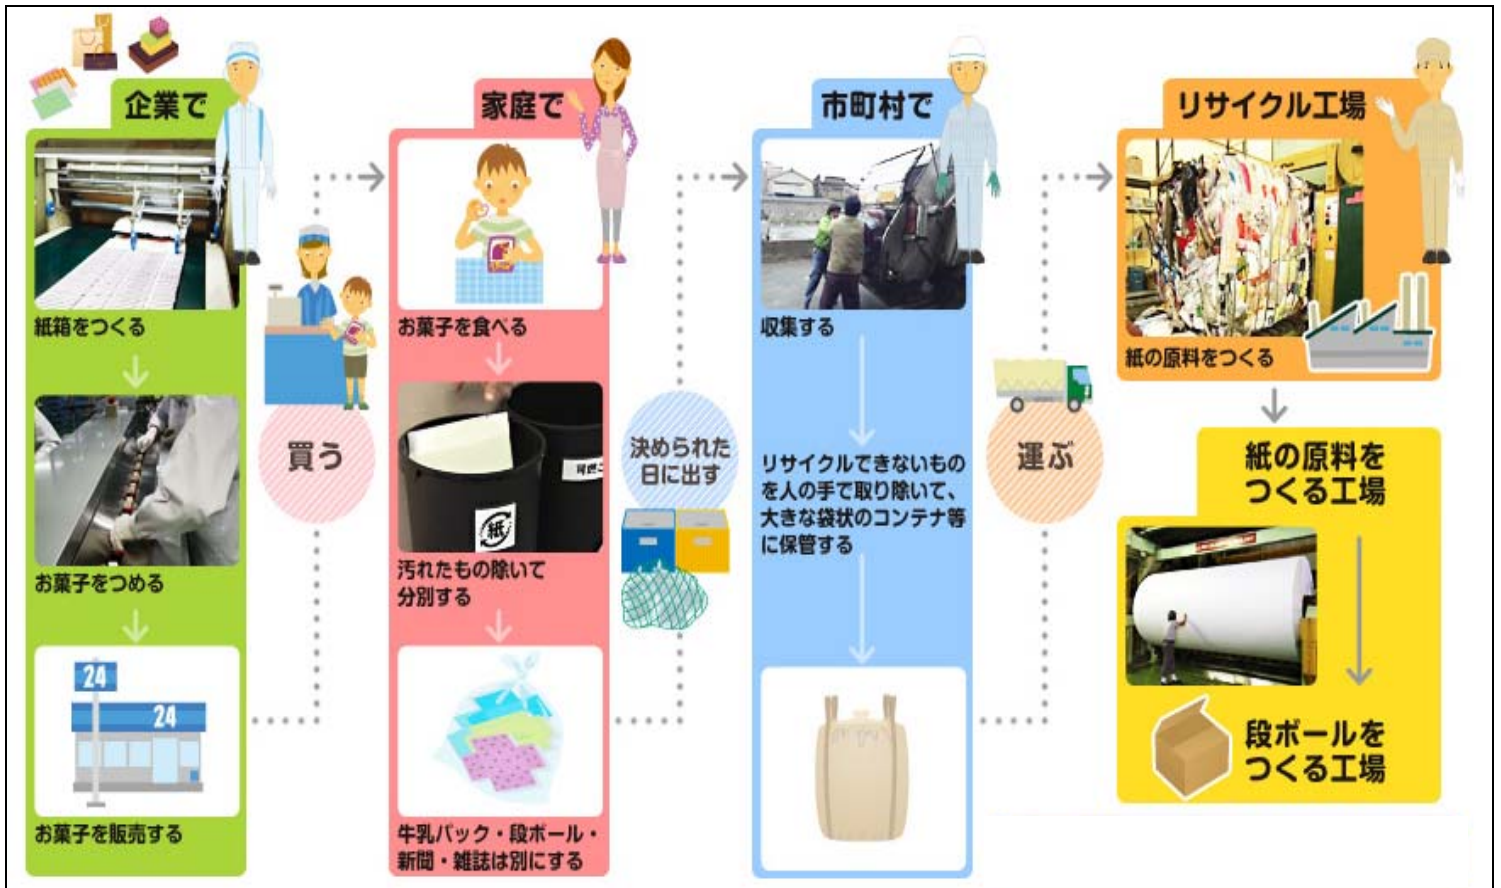 企業で
紙箱をつくる
お菓子をつめる
24
24
お菓子を販売する
買う
家庭で
お菓子を食べる
紙
汚れたもの除いて
分別する
牛乳パック・段ボール・
新聞・雑誌は別にする
決められた
日に出す
市町村で
収集する
リサイクルできないもの
を人の手で取り除いて、
大きな袋状のコンテナ等
に保管する
運ぶ
リサイクル工場
紙の原料をつくる
紙の原料を
つくる工場
段ボールを
つくる工場